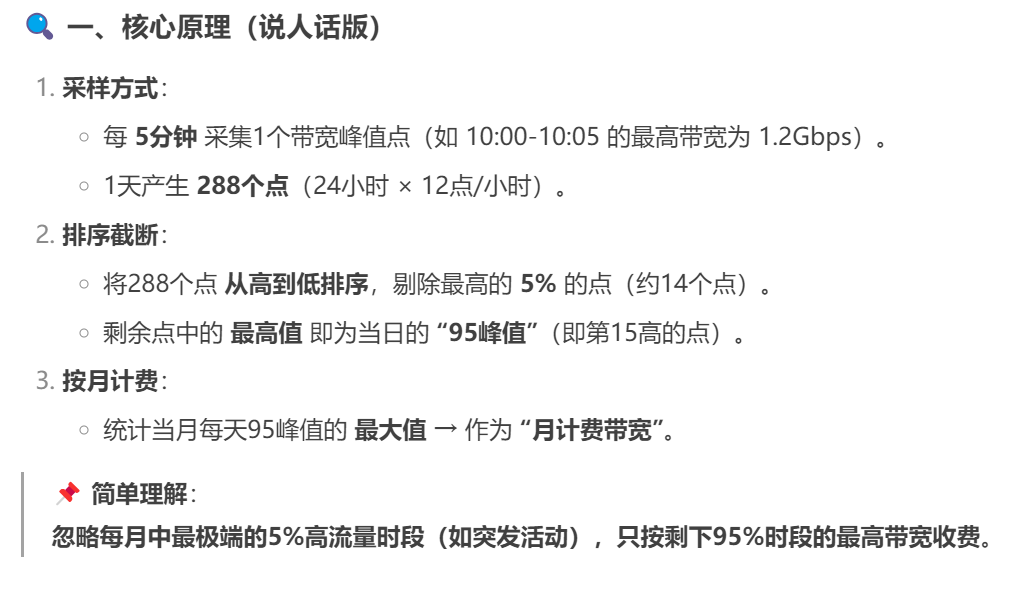 🔍 一、核心原理（说人话版）
1. 采样方式：
○ 每 5分钟 采集1个带宽峰值点（如 10:00-10:05 的最高带宽为 1.2Gbps）。
○ 1天产生 288个点（24小时 × 12点/小时）。
2. 排序截断：
○ 将288个点 从高到低排序，剔除最高的 5% 的点（约14个点）。
○ 剩余点中的 最高值 即为当日的 “95峰值”（即第15高的点）。
3. 按月计费：
○ 统计当月每天95峰值的 最大值 → 作为 “月计费带宽”。
📌 简单理解：
忽略每月中最极端的5%高流量时段（如突发活动），只按剩下95%时段的最高带宽收费。